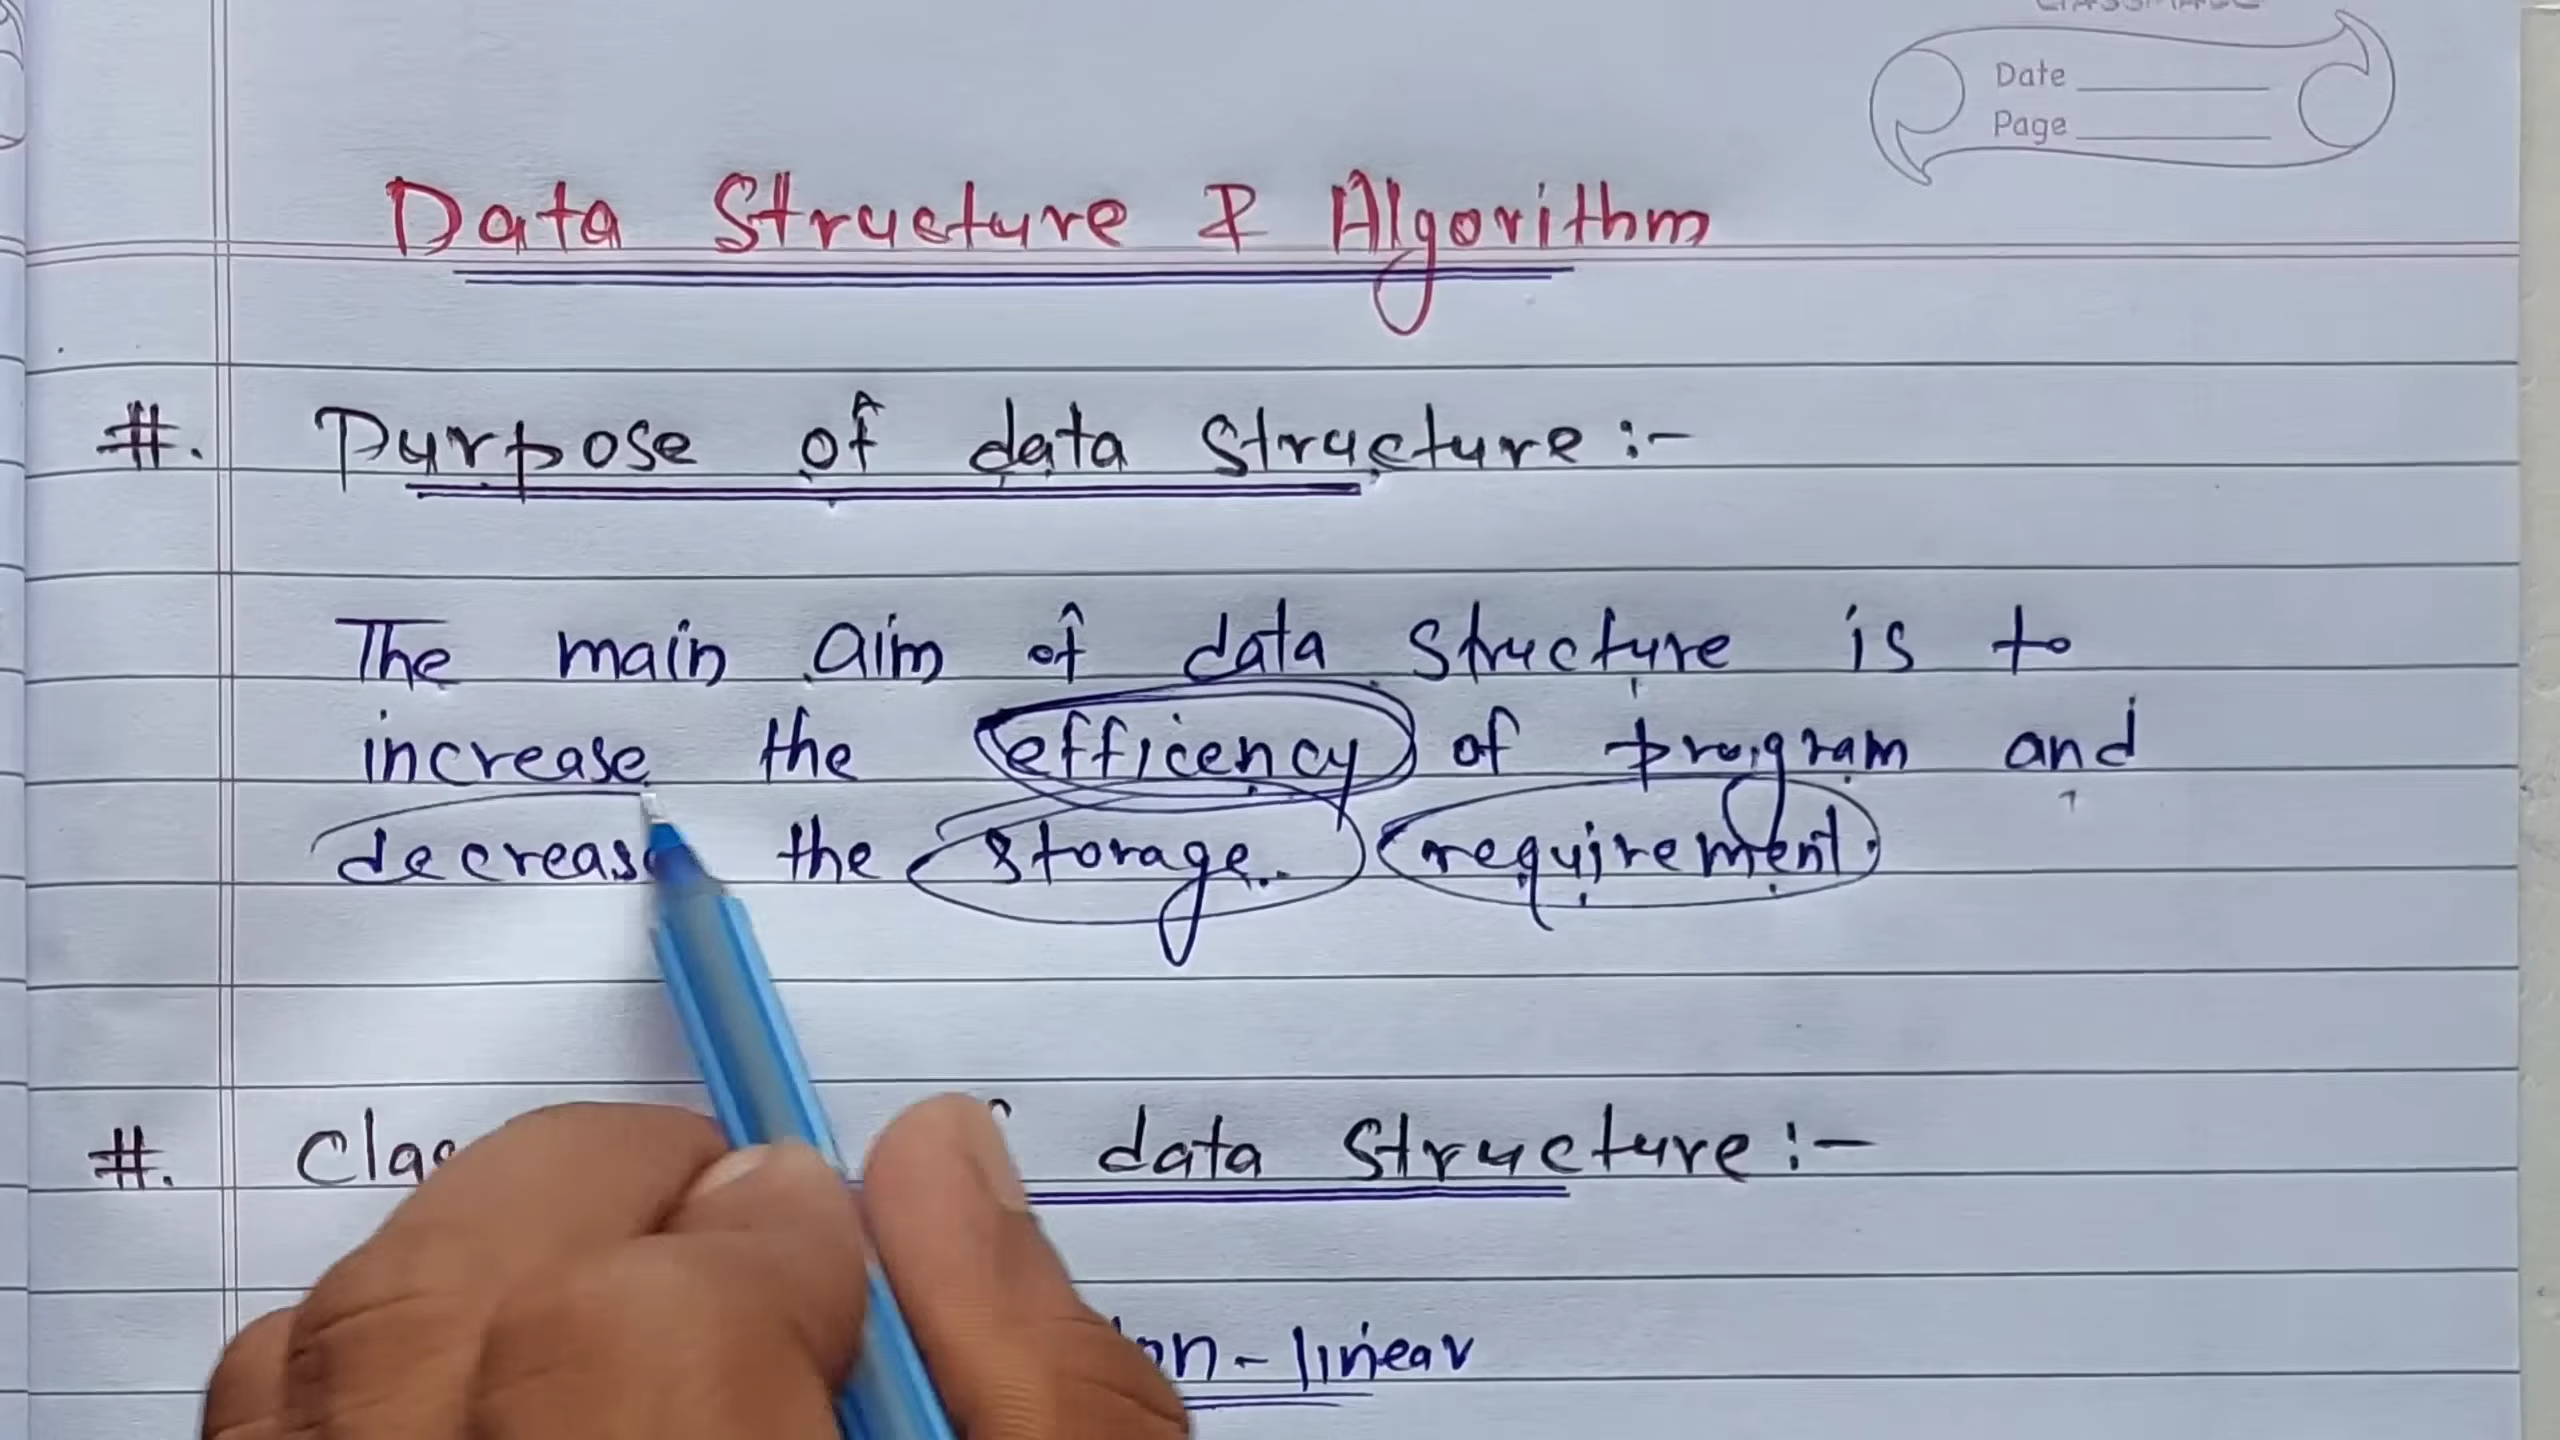 Date
Page
Data Structure & Algorithm
#. Purpose of data structure :-
The main aim of data structure is to
increase the efficency of program and
decrease the storage requirement.
#. data structure :-
- linear